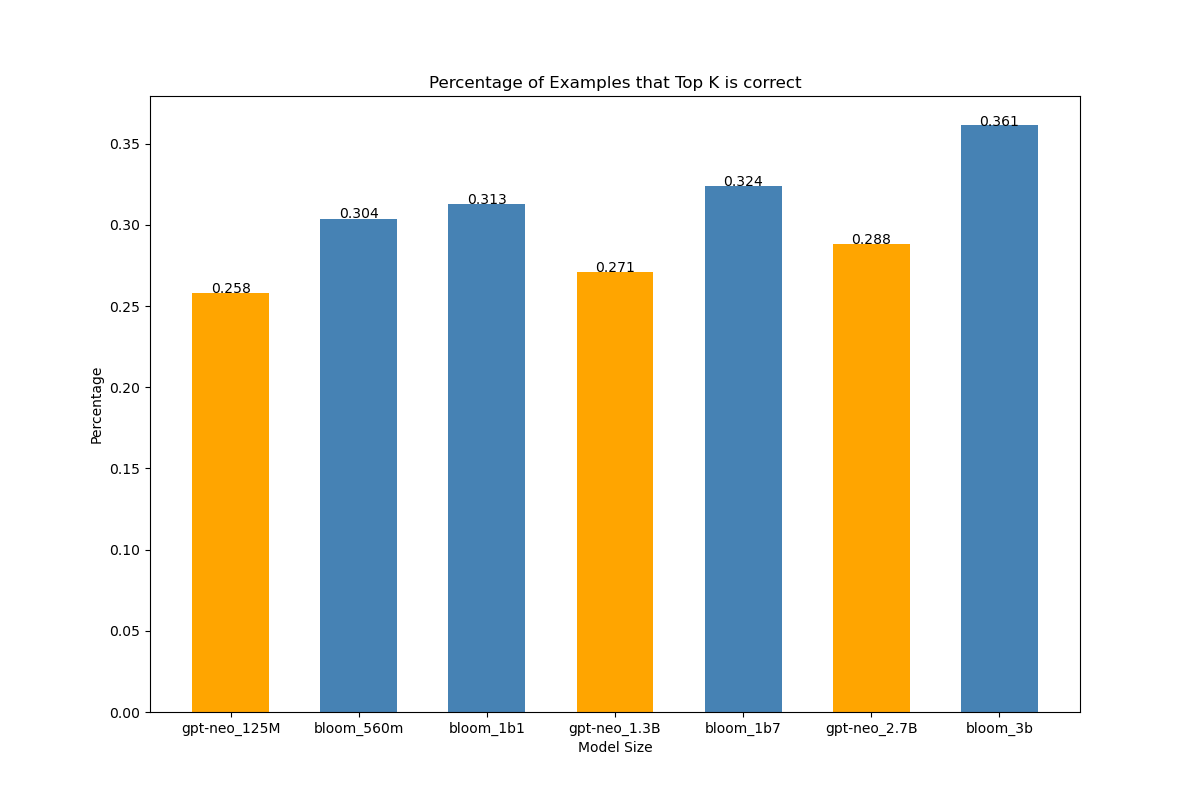 Percentage of Examples that Top K is correct
Percentage
0.35
0.30
0.25
0.20
0.15
0.10
0.05
0.00
0.258
0.304
0.313
0.271
0.324
0.288
0.361
gpt-neo_125M
bloom_560m
bloom_1b1
gpt-neo_1.3B
bloom_1b7
gpt-neo_2.7B
bloom_3b
Model Size